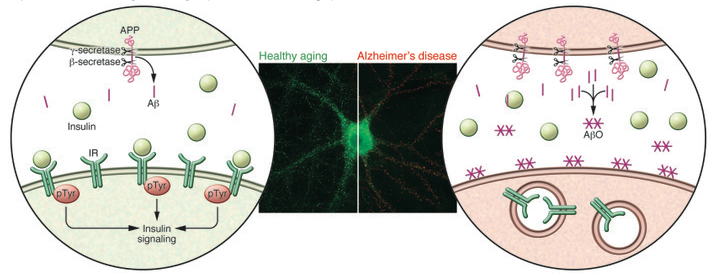 APP
γ-secretase
β-secretase
Aβ
Insulin
IR
pTyr
pTyr
pTyr
Insulin
signaling
Healthy aging
Alzheimer's disease
AβO